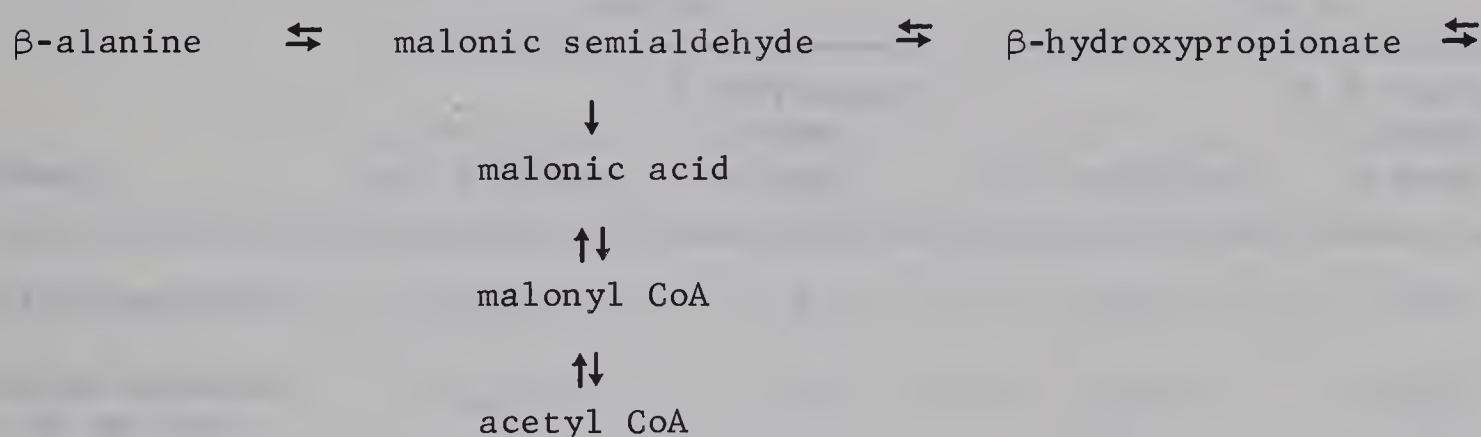 β-alanine ⇆ malonic semialdehyde ⇆ β-hydroxypropionate ⇆
↓
malonic acid
↑↓
malonyl CoA
↑↓
acetyl CoA